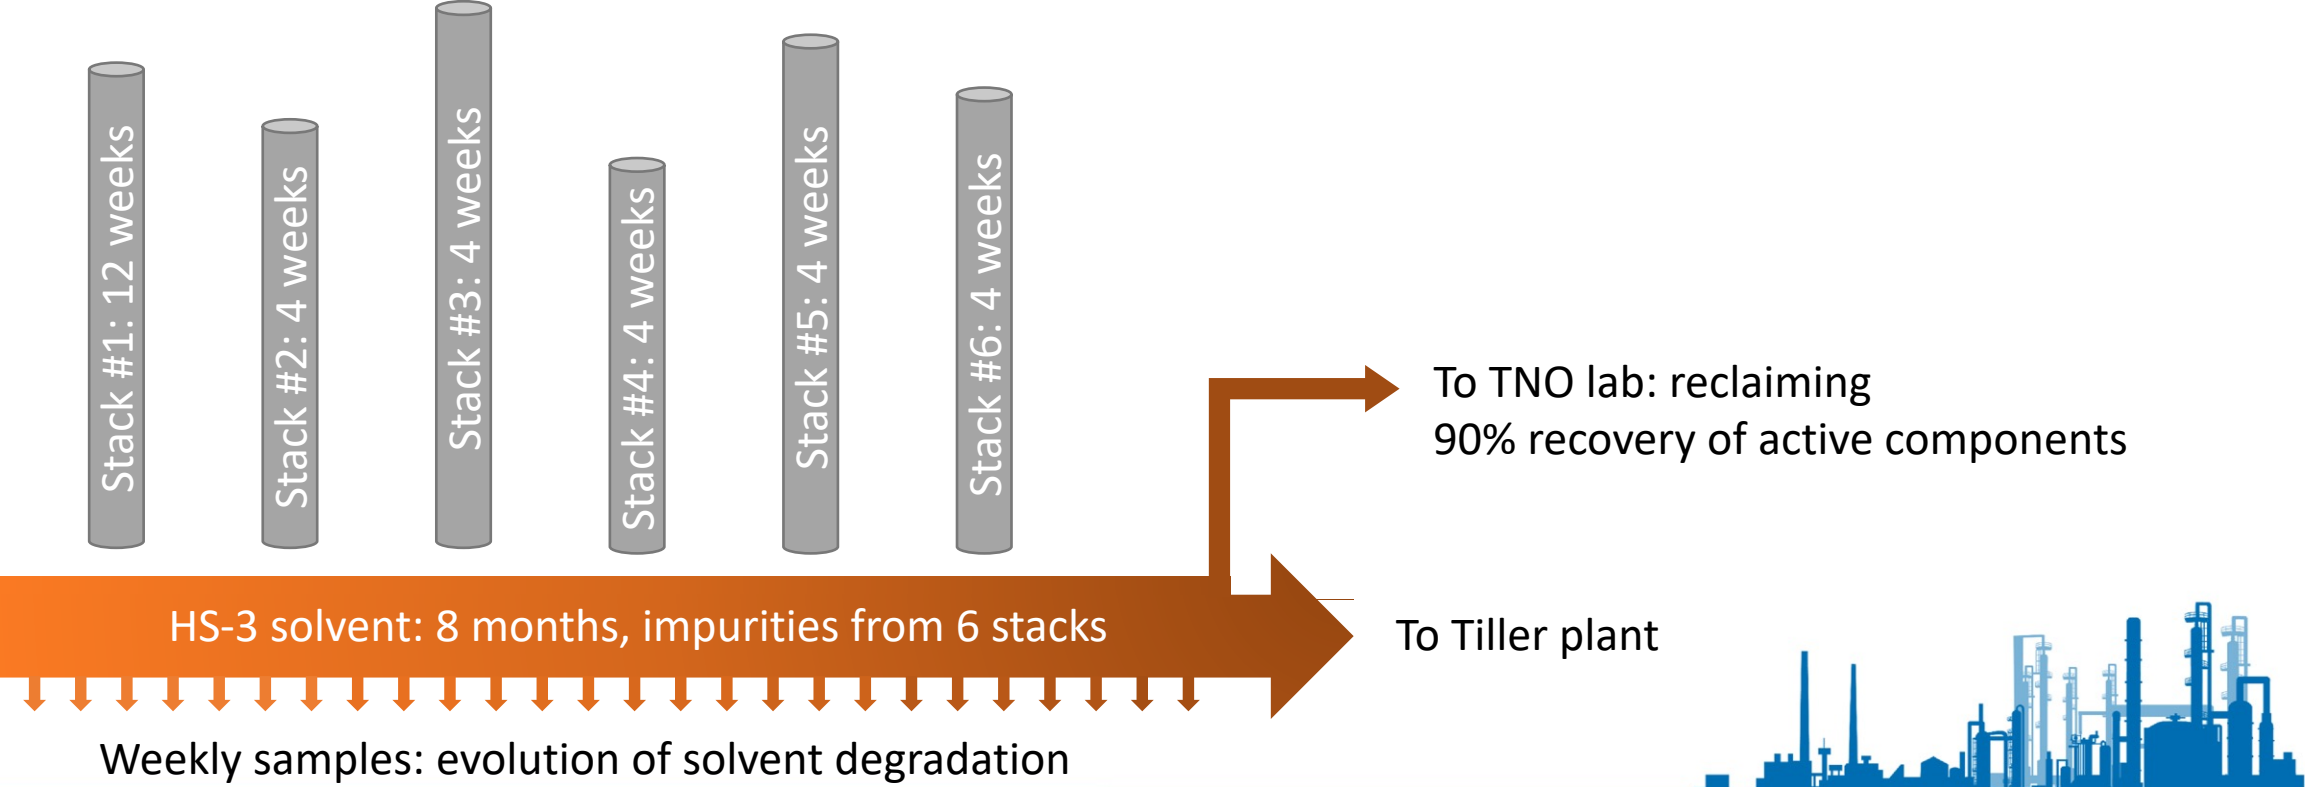 Stack #1: 12 weeks
Stack #2: 4 weeks
Stack #3: 4 weeks
Stack #4: 4 weeks
Stack #5: 4 weeks
Stack #6: 4 weeks
To TNO lab: reclaiming
90% recovery of active components
HS-3 solvent: 8 months, impurities from 6 stacks
To Tiller plant
Weekly samples: evolution of solvent degradation